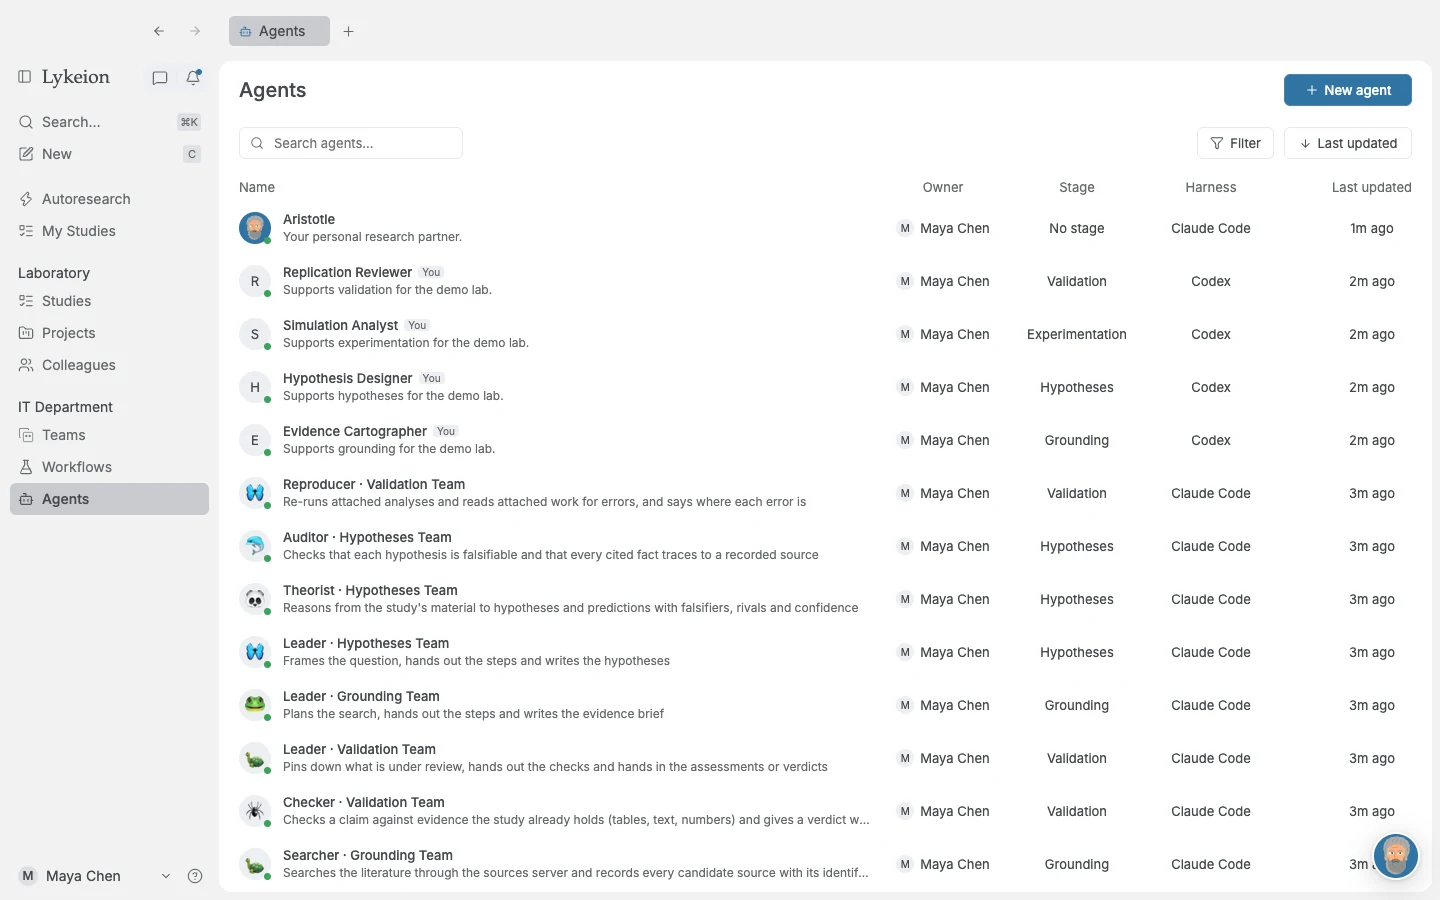 Agents
Lykeion
Search...
⌘K
New
C
Autoresearch
My Studies
Laboratory
Studies
Projects
Colleagues
IT Department
Teams
Workflows
Agents
M Maya Chen
Agents
+ New agent
Search agents...
Filter
↓ Last updated
Name Owner Stage Harness Last updated
Aristotle
Your personal research partner.
M Maya Chen No stage Claude Code 1m ago
R Replication Reviewer You
Supports validation for the demo lab.
M Maya Chen Validation Codex 2m ago
S Simulation Analyst You
Supports experimentation for the demo lab.
M Maya Chen Experimentation Codex 2m ago
H Hypothesis Designer You
Supports hypotheses for the demo lab.
M Maya Chen Hypotheses Codex 2m ago
E Evidence Cartographer You
Supports grounding for the demo lab.
M Maya Chen Grounding Codex 2m ago
Reproducer · Validation Team
Re-runs attached analyses and reads attached work for errors, and says where each error is
M Maya Chen Validation Claude Code 3m ago
Auditor · Hypotheses Team
Checks that each hypothesis is falsifiable and that every cited fact traces to a recorded source
M Maya Chen Hypotheses Claude Code 3m ago
Theorist · Hypotheses Team
Reasons from the study's material to hypotheses and predictions with falsifiers, rivals and confidence
M Maya Chen Hypotheses Claude Code 3m ago
Leader · Hypotheses Team
Frames the question, hands out the steps and writes the hypotheses
M Maya Chen Hypotheses Claude Code 3m ago
Leader · Grounding Team
Plans the search, hands out the steps and writes the evidence brief
M Maya Chen Grounding Claude Code 3m ago
Leader · Validation Team
Pins down what is under review, hands out the checks and hands in the assessments or verdicts
M Maya Chen Validation Claude Code 3m ago
Checker · Validation Team
Checks a claim against evidence the study already holds (tables, text, numbers) and gives a verdict w...
M Maya Chen Validation Claude Code 3m ago
Searcher · Grounding Team
Searches the literature through the sources server and records every candidate source with its identif...
M Maya Chen Grounding Claude Code 3m